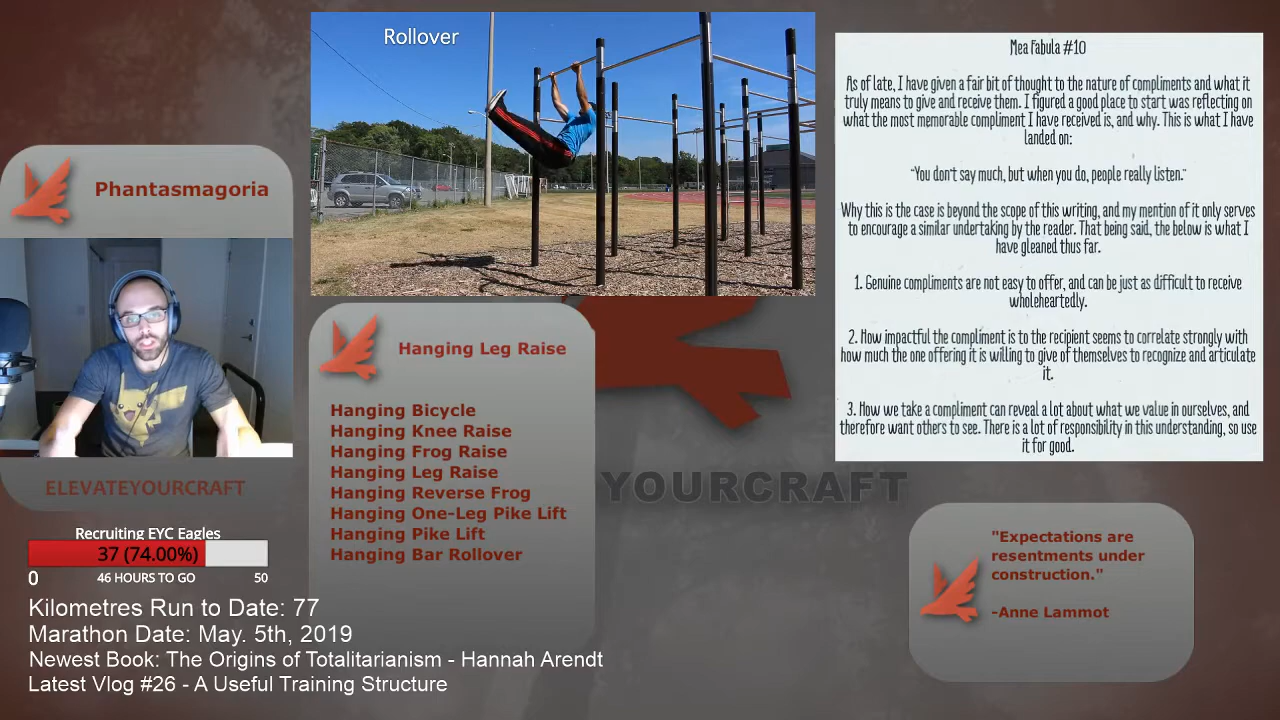 Rollover
Phantasmagoria
ELEVATEYOURCRAFT
Recruiting EYC Eagles
37 (74.00%)
0
46 HOURS TO GO
50
Kilometres Run to Date: 77
Marathon Date: May. 5th, 2019
Newest Book: The Origins of Totalitarianism - Hannah Arendt
Latest Vlog #26 - A Useful Training Structure
Hanging Leg Raise
Hanging Bicycle
Hanging Knee Raise
Hanging Frog Raise
Hanging Leg Raise
Hanging Reverse Frog
Hanging One-Leg Pike Lift
Hanging Pike Lift
Hanging Bar Rollover
YOURCRAFT
Mea Fabula #10
As of late, I have given a fair bit of thought to the nature of compliments and what it
truly means to give and receive them. I figured a good place to start was reflecting on
what the most memorable compliment I have received is, and why. This is what I have
landed on:
"You don't say much, but when you do, people really listen."
Why this is the case is beyond the scope of this writing, and my mention of it only serves
to encourage a similar undertaking by the reader. That being said, the below is what I
have gleaned thus far.
1. Genuine compliments are not easy to offer, and can be just as difficult to receive
wholeheartedly.
2. How impactful the compliment is to the recipient seems to correlate strongly with
how much the one offering it is willing to give of themselves to recognize and articulate
it.
3. How we take a compliment can reveal a lot about what we value in ourselves, and
therefore want others to see. There is a lot of responsibility in this understanding, so use
it for good.
"Expectations are
resentments under
construction."
-Anne Lammot